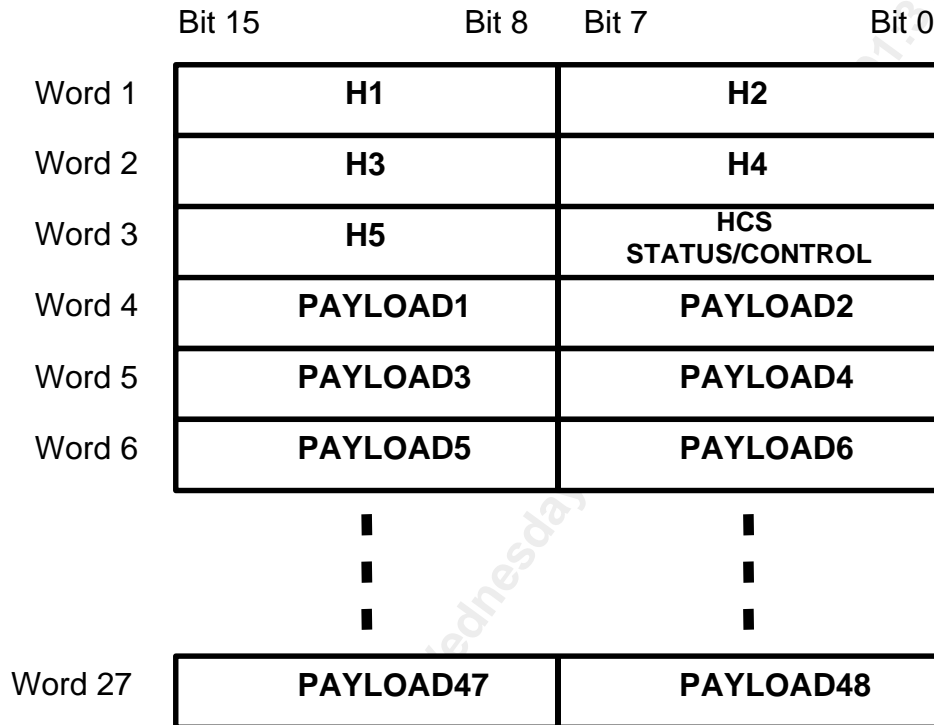 Bit 15 Bit 8 Bit 7 Bit 0
Word 1 H1 H2
Word 2 H3 H4
Word 3 H5 HCS
STATUS/CONTROL
Word 4 PAYLOAD1 PAYLOAD2
Word 5 PAYLOAD3 PAYLOAD4
Word 6 PAYLOAD5 PAYLOAD6
Word 27 PAYLOAD47 PAYLOAD48